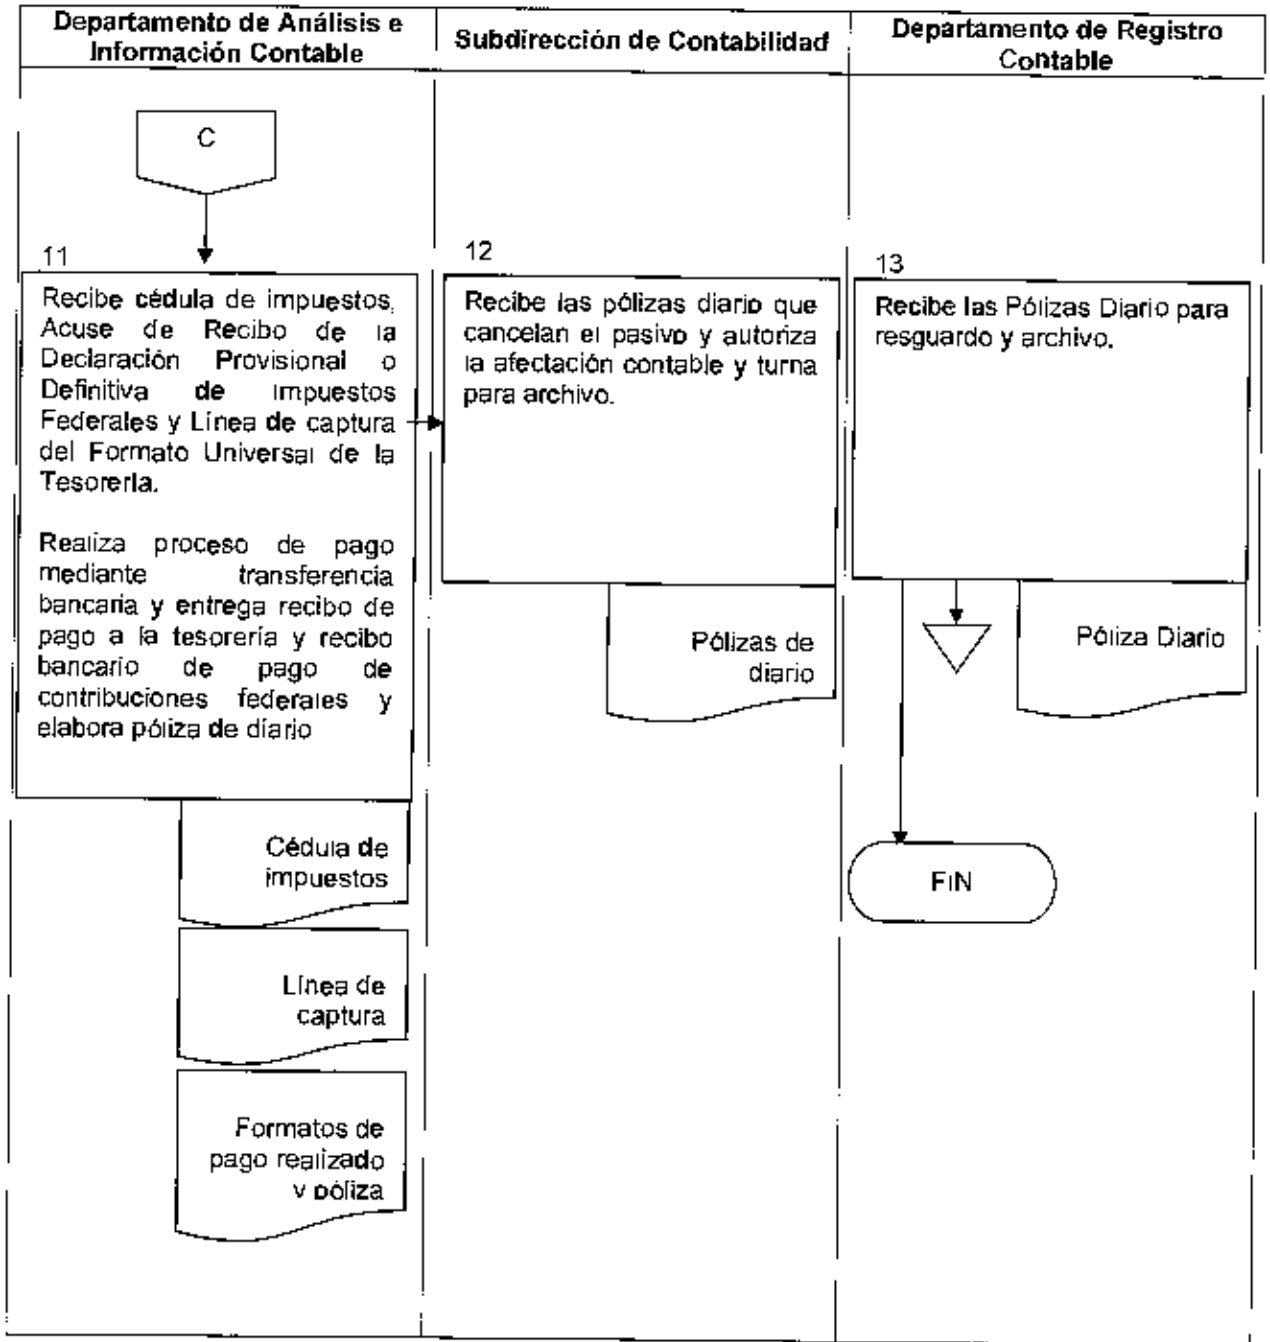 Departamento de Análisis e
Información Contable
Subdirección de Contabilidad
Departamento de Registro
Contable
C
11
Recibe cédula de impuestos,
Acuse de Recibo de la
Declaración Provisional o
Definitiva de impuestos
Federales y Línea de captura
del Formato Universal de la
Tesorería.
Realiza proceso de pago
mediante transferencia
bancaria y entrega recibo de
pago a la tesorería y recibo
bancario de pago de
contribuciones federales y
elabora póliza de diario
Cédula de
impuestos
Línea de
captura
Formatos de
pago realizado
y póliza
12
Recibe las pólizas diario que
cancelan el pasivo y autoriza
la afectación contable y turna
para archivo.
Pólizas de
diario
13
Recibe las Pólizas Diario para
resguardo y archivo.
Póliza Diario
FIN